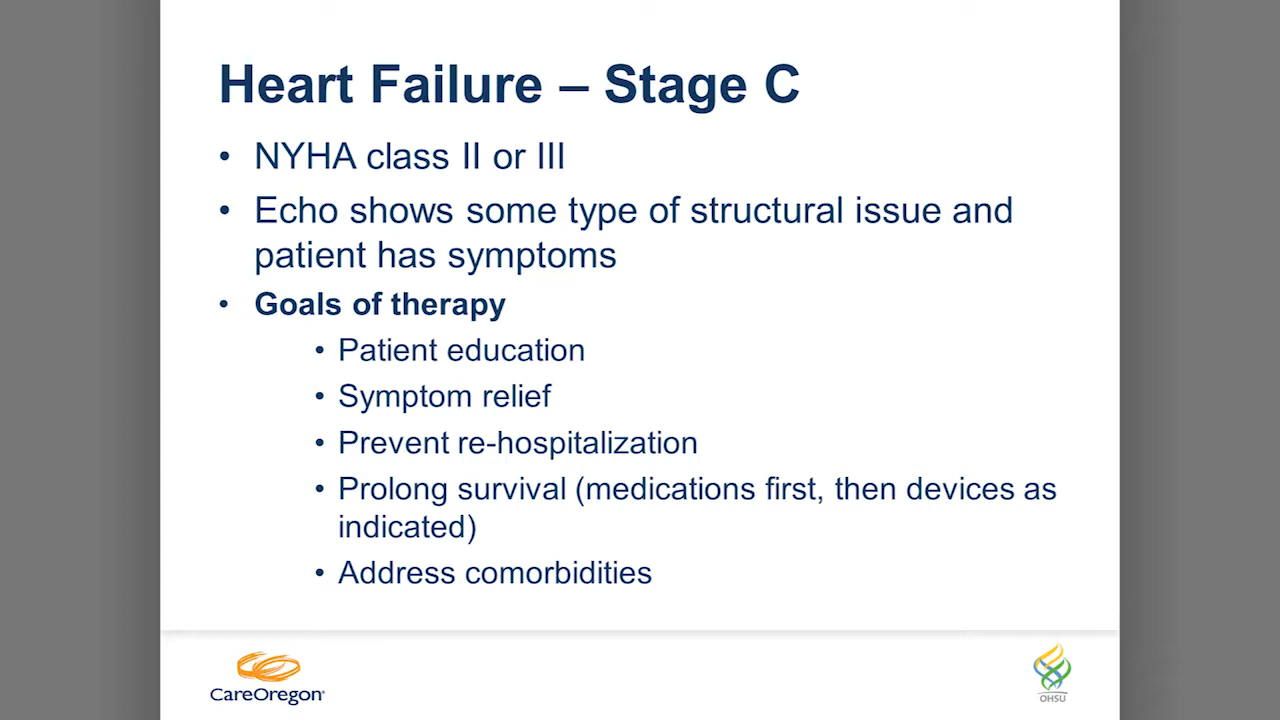 Heart Failure – Stage C
• NYHA class II or III
• Echo shows some type of structural issue and
patient has symptoms
• Goals of therapy
• Patient education
• Symptom relief
• Prevent re-hospitalization
• Prolong survival (medications first, then devices as
indicated)
• Address comorbidities
CareOregon®
OHSU